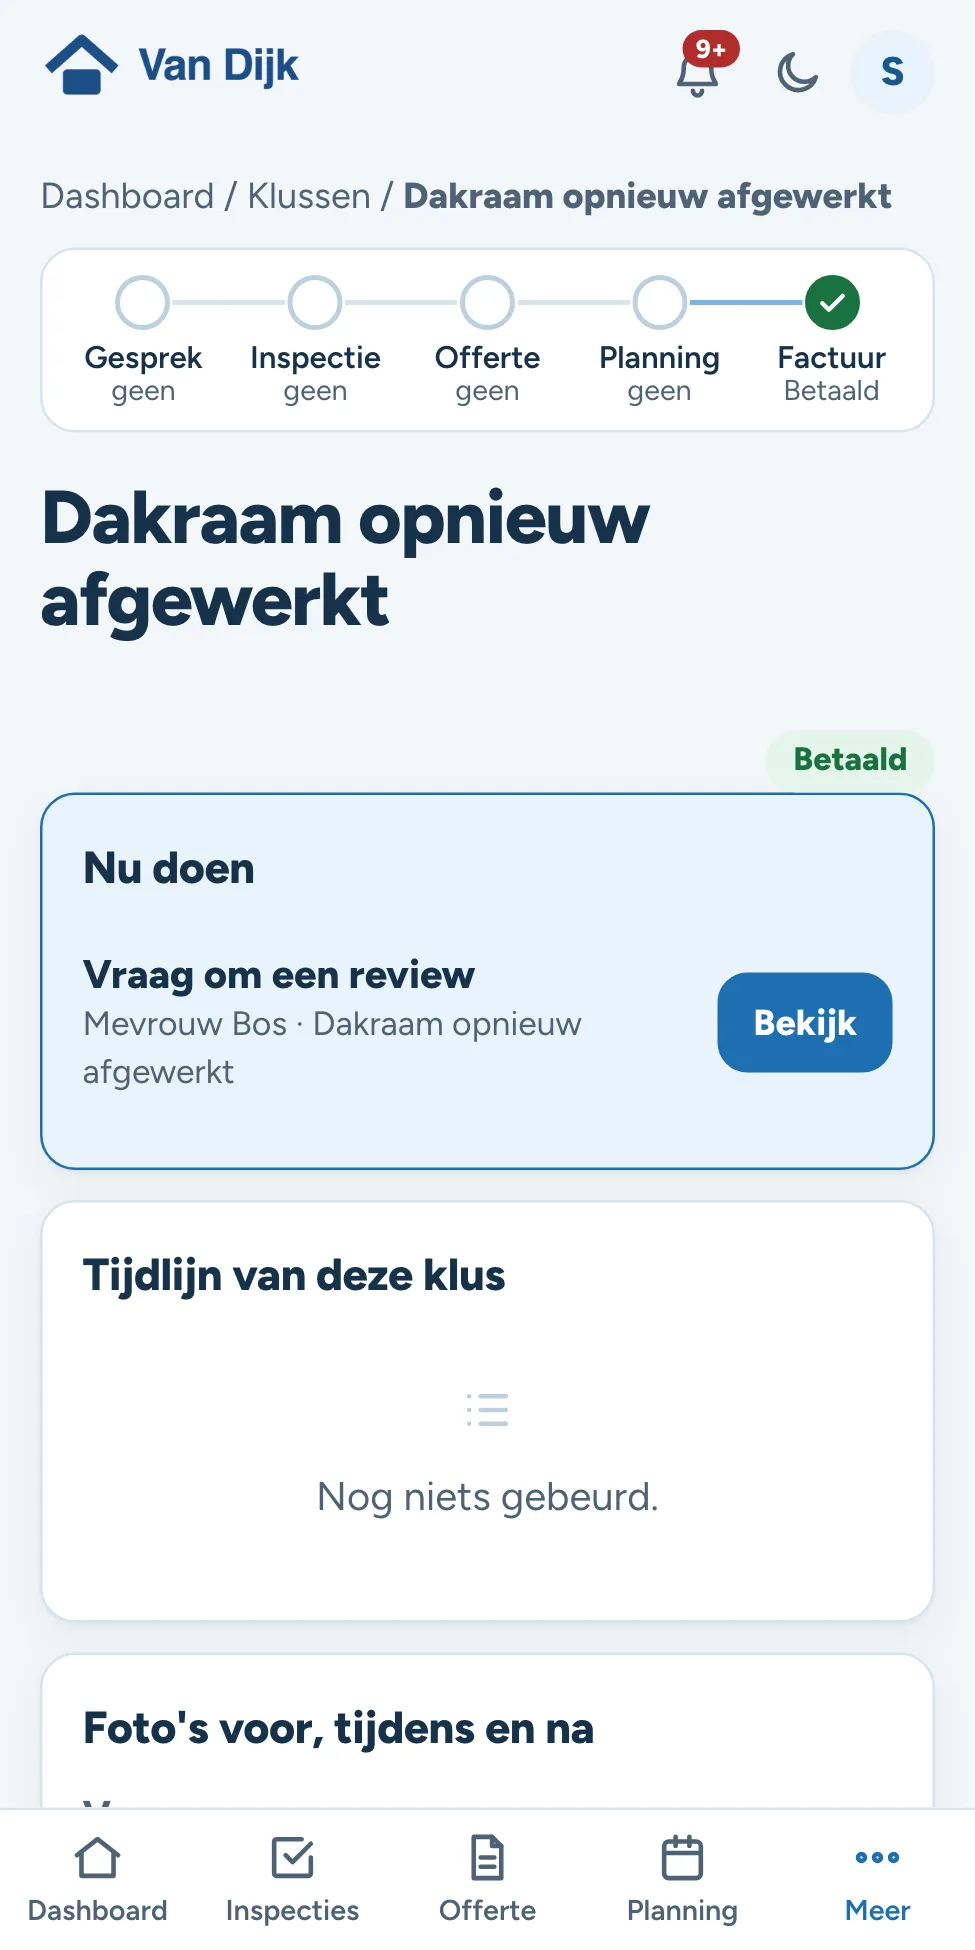 Van Dijk
9+
S
Dashboard / Klussen / Dakraam opnieuw afgewerkt
Gesprek
geen
Inspectie
geen
Offerte
geen
Planning
geen
Factuur
Betaald
Dakraam opnieuw
afgewerkt
Betaald
Nu doen
Vraag om een review
Mevrouw Bos · Dakraam opnieuw
afgewerkt
Bekijk
Tijdlijn van deze klus
Nog niets gebeurd.
Foto's voor, tijdens en na
Dashboard
Inspecties
Offerte
Planning
Meer